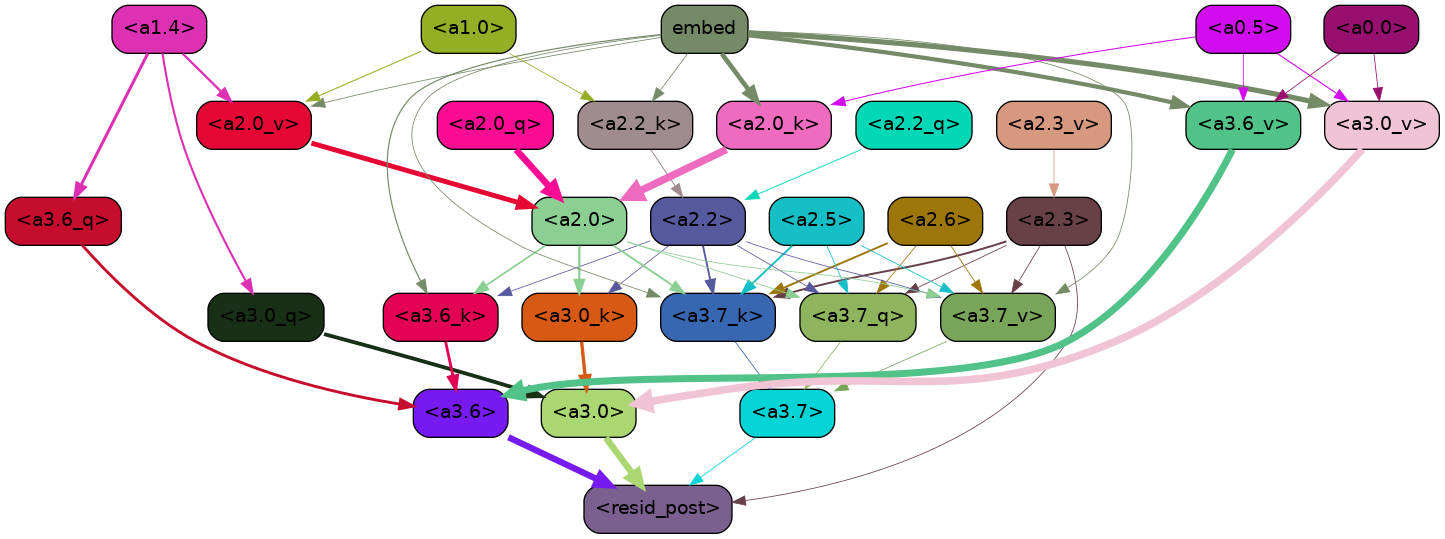 <a1.4> <a1.0> embed <a0.5> <a0.0>
<a2.0_v> <a2.0_q> <a2.2_k> <a2.0_k> <a2.2_q> <a2.3_v> <a3.6_v> <a3.0_v>
<a3.6_q> <a2.0> <a2.2> <a2.5> <a2.6> <a2.3>
<a3.0_q> <a3.6_k> <a3.0_k> <a3.7_k> <a3.7_q> <a3.7_v>
<a3.6> <a3.0> <a3.7>
<resid_post>